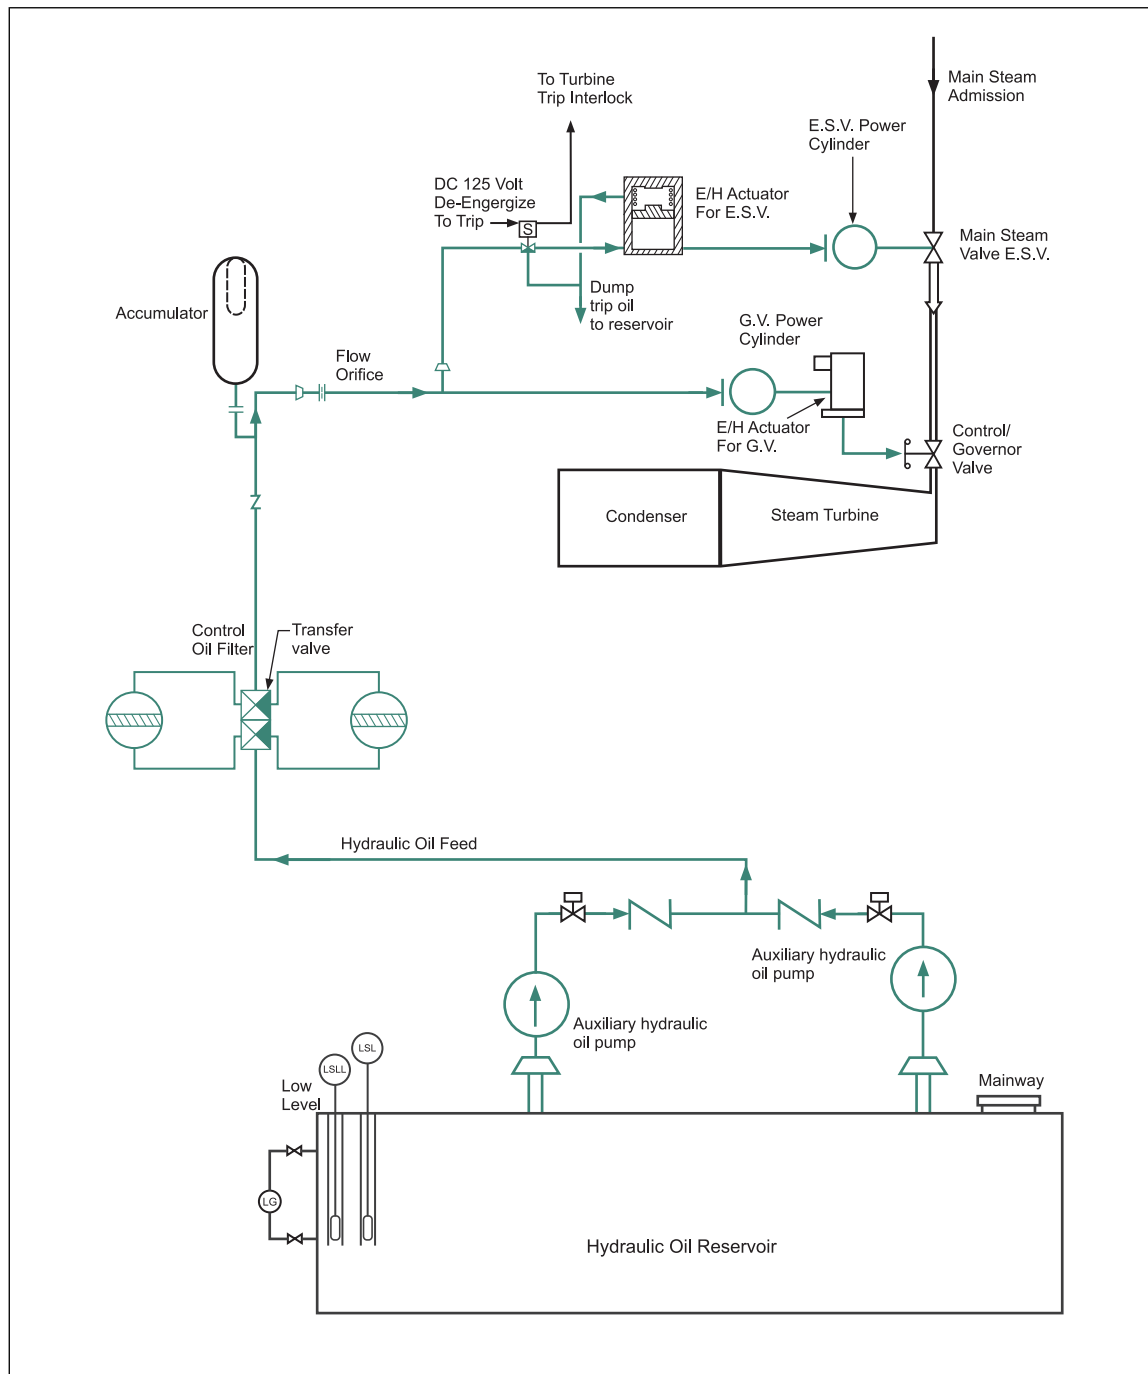 Main Steam
Admission
To Turbine
Trip Interlock
E.S.V. Power
Cylinder
DC 125 Volt
De-Engergize
To Trip
S
E/H Actuator
For E.S.V.
Main Steam
Valve E.S.V.
Dump
trip oil
to reservoir
Accumulator
G.V. Power
Cylinder
Flow
Orifice
E/H Actuator
For G.V.
Control/
Governor
Valve
Condenser
Steam Turbine
Control
Oil Filter
Transfer
valve
Hydraulic Oil Feed
Auxiliary hydraulic
oil pump
Auxiliary hydraulic
oil pump
LSL
LSLL
Low
Level
Mainway
LG
Hydraulic Oil Reservoir